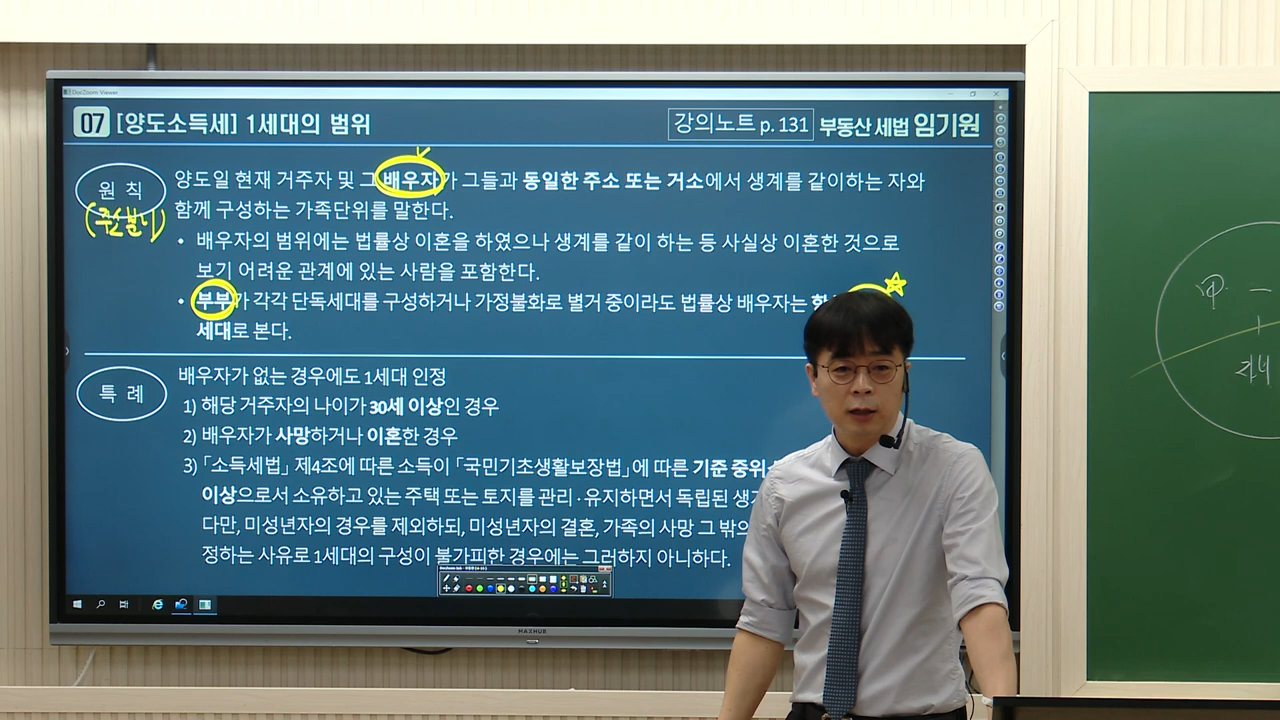 DocZoom Viewer
07 [양도소득세] 1세대의 범위
강의노트 p. 131 부동산 세법 임기원
원 칙
(주소불문)
양도일 현재 거주자 및 그 배우자가 그들과 동일한 주소 또는 거소에서 생계를 같이하는 자와
함께 구성하는 가족단위를 말한다.
• 배우자의 범위에는 법률상 이혼을 하였으나 생계를 같이 하는 등 사실상 이혼한 것으로
보기 어려운 관계에 있는 사람을 포함한다.
• 부부가 각각 단독세대를 구성하거나 가정불화로 별거 중이라도 법률상 배우자는
세대로 본다.
특 례
배우자가 없는 경우에도 1세대 인정
1) 해당 거주자의 나이가 30세 이상인 경우
2) 배우자가 사망하거나 이혼한 경우
3) 「소득세법」 제4조에 따른 소득이 「국민기초생활보장법」에 따른 기준 중위
이상으로서 소유하고 있는 주택 또는 토지를 관리·유지하면서 독립된
다만, 미성년자의 경우를 제외하되, 미성년자의 결혼, 가족의 사망 그 밖의
정하는 사유로 1세대의 구성이 불가피한 경우에는 그러하지 아니하다.
MAXHUB
자녀